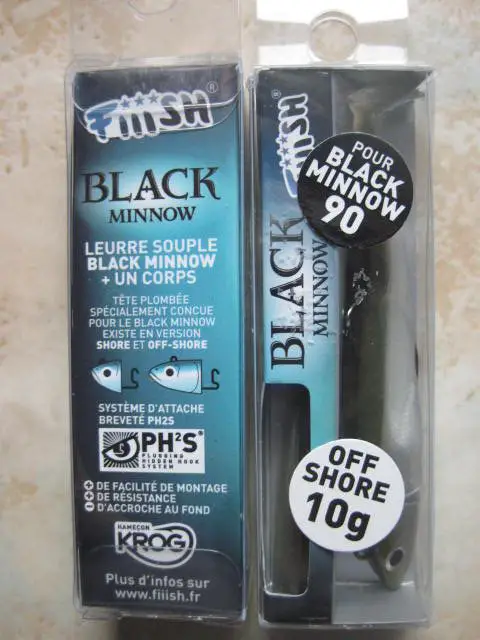 Fiiish®
BLACK
MINNOW
LEURRE SOUPLE
BLACK MINNOW
+ UN CORPS
TÊTE PLOMBÉE
SPÉCIALEMENT CONCUE
POUR LE BLACK MINNOW
EXISTE EN VERSION
SHORE ET OFF-SHORE
SYSTÈME D'ATTACHE
BREVETÉ PH2S
PH²S®
PLUGGING
HIDDEN HOOK
SYSTEM
+ DE FACILITÉ DE MONTAGE
+ DE RÉSISTANCE
- D'ACCROCHE AU FOND
HAMEÇON
KROG
Plus d'infos sur
www.fiiish.fr
Fiiish
BLACK
MINNOW
POUR
BLACK
MINNOW
90
OFF
SHORE
10g